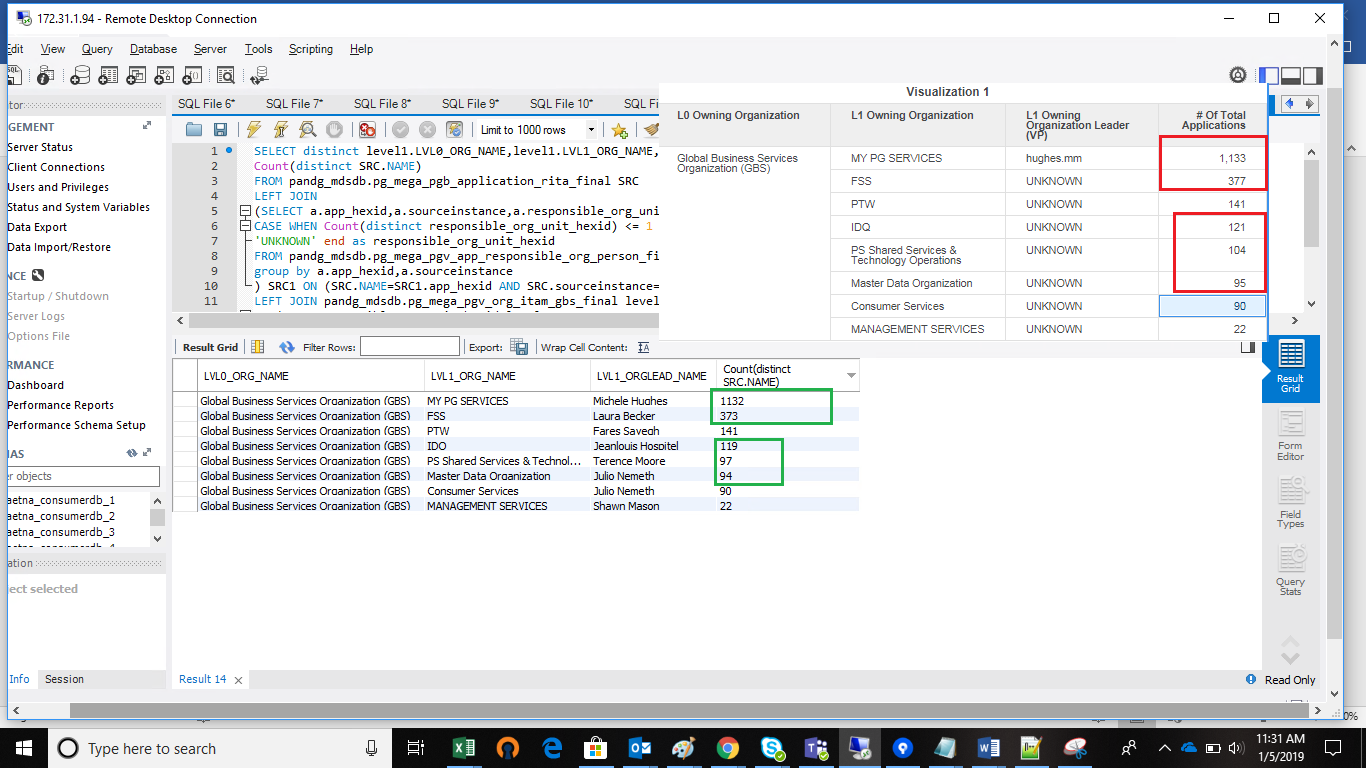 172.31.1.94 - Remote Desktop Connection
Edit View Query Database Server Tools Scripting Help
SQL File 6* SQL File 7* SQL File 8* SQL File 9* SQL File 10* SQL Fi
Limit to 1000 rows
tor
GEMENT
Server Status
Client Connections
Users and Privileges
Status and System Variables
Data Export
Data Import/Restore
NCE
Startup / Shutdown
Server Logs
Options File
RMANCE
Dashboard
Performance Reports
Performance Schema Setup
MAS
er objects
aetna_consumerdb_1
aetna_consumerdb_2
aetna_consumerdb_3
ation
ect selected
Info Session
1 SELECT distinct level1.LVL0_ORG_NAME,level1.LVL1_ORG_NAME,
2 Count(distinct SRC.NAME)
3 FROM pandg_mdsdb.pg_mega_pgb_application_rita_final SRC
4 LEFT JOIN
5 (SELECT a.app_hexid,a.sourceinstance,a.responsible_org_uni
6 CASE WHEN Count(distinct responsible_org_unit_hexid) <= 1
7 'UNKNOWN' end as responsible_org_unit_hexid
8 FROM pandg_mdsdb.pg_mega_pgv_app_responsible_org_person_fi
9 group by a.app_hexid,a.sourceinstance
10 ) SRC1 ON (SRC.NAME=SRC1.app_hexid AND SRC.sourceinstance=
11 LEFT JOIN pandg_mdsdb.pg_mega_pgv_org_itam_gbs_final level
Visualization 1
L0 Owning Organization L1 Owning Organization L1 Owning Organization Leader (VP) # Of Total Applications
Global Business Services Organization (GBS) MY PG SERVICES hughes.mm 1,133
FSS UNKNOWN 377
PTW UNKNOWN 141
IDQ UNKNOWN 121
PS Shared Services & Technology Operations UNKNOWN 104
Master Data Organization UNKNOWN 95
Consumer Services UNKNOWN 90
MANAGEMENT SERVICES UNKNOWN 22
Result Grid Filter Rows: Export: Wrap Cell Content:
LVL0_ORG_NAME LVL1_ORG_NAME LVL1_ORGLEAD_NAME Count(distinct SRC.NAME)
Global Business Services Organization (GBS) MY PG SERVICES Michele Hughes 1132
Global Business Services Organization (GBS) FSS Laura Becker 373
Global Business Services Organization (GBS) PTW Fares Sayegh 141
Global Business Services Organization (GBS) IDO Jeanlouis Hospitel 119
Global Business Services Organization (GBS) PS Shared Services & Technol... Terence Moore 97
Global Business Services Organization (GBS) Master Data Organization Julio Nemeth 94
Global Business Services Organization (GBS) Consumer Services Julio Nemeth 90
Global Business Services Organization (GBS) MANAGEMENT SERVICES Shawn Mason 22
Result Grid
Form Editor
Field Types
Query Stats
Result 14
Read Only
0%
Type here to search
11:31 AM
1/5/2019